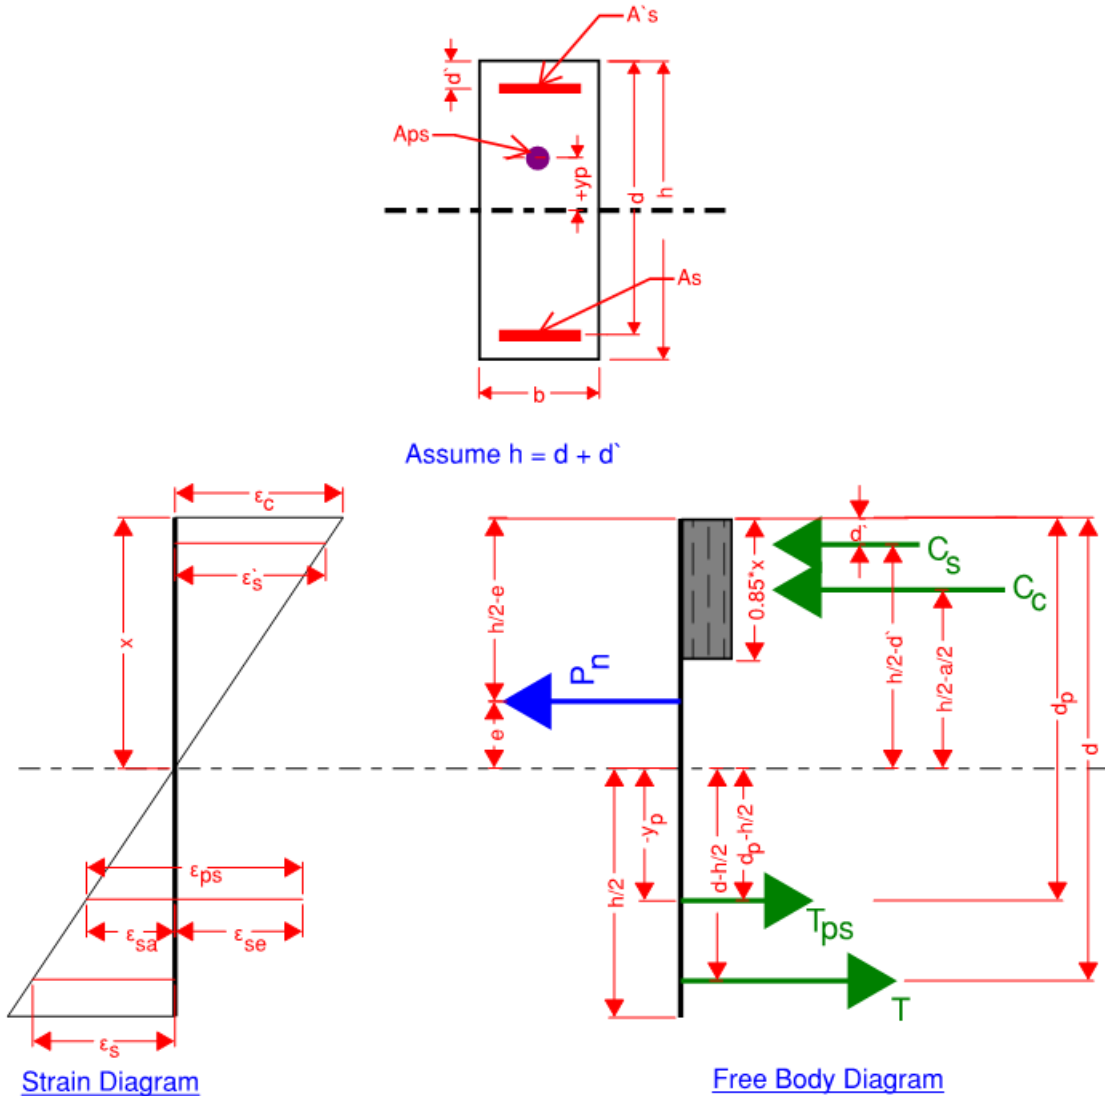 A`s
d`
Aps
+yp
d
h
As
b
Assume h = d + d`
εc
ε`s
x
εps
εsa
εse
εs
Strain Diagram
h/2-e
e
Pn
0.85*x
d`
Cs
Cc
h/2-d`
h/2-a/2
dp
d
h/2
-yp
d-h/2
dp-h/2
Tps
T
Free Body Diagram